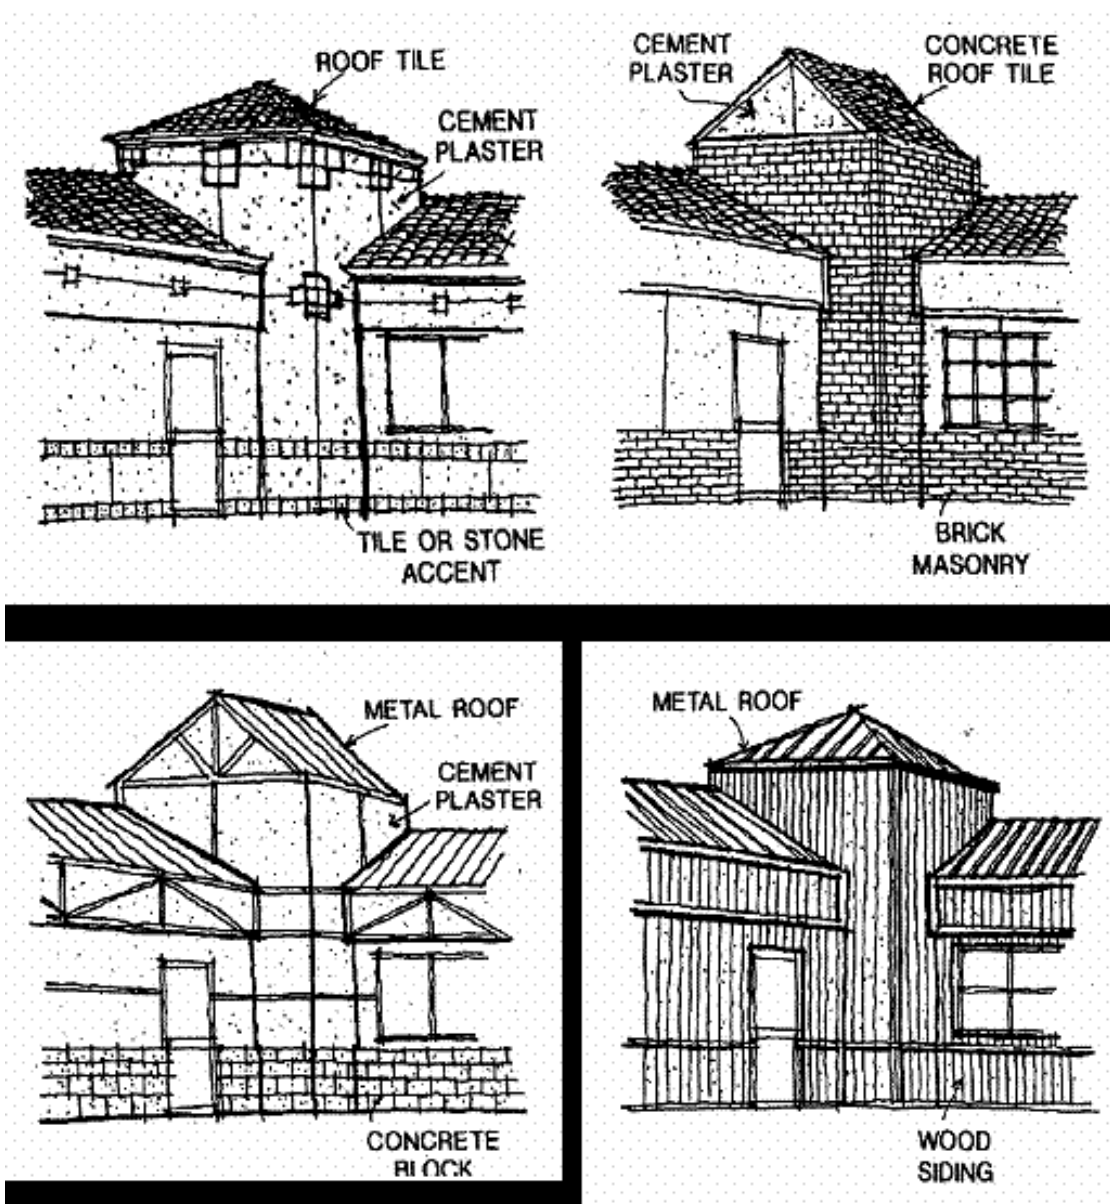 ROOF TILE
CEMENT
PLASTER
TILE OR STONE
ACCENT
CEMENT
PLASTER
CONCRETE
ROOF TILE
BRICK
MASONRY
METAL ROOF
CEMENT
PLASTER
CONCRETE
BLOCK
METAL ROOF
WOOD
SIDING